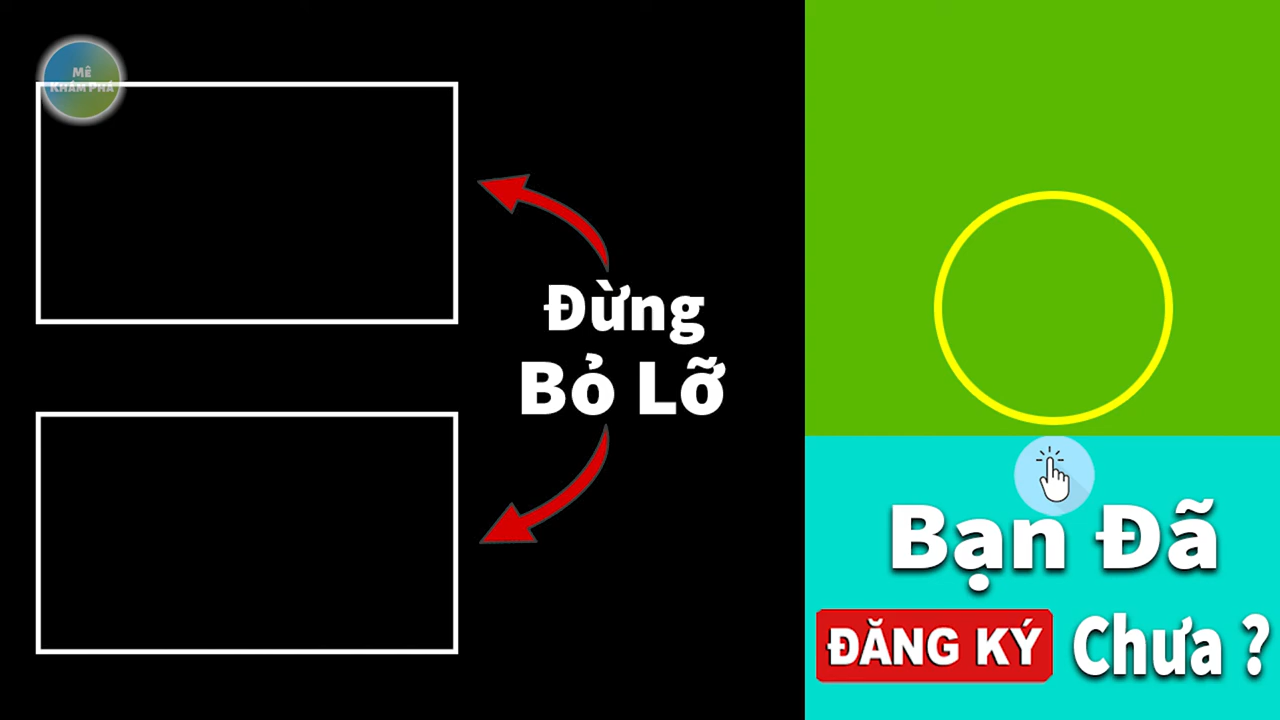 Mê
Khám Phá
Đừng
Bỏ Lỡ
Bạn Đã
ĐĂNG KÝ Chưa ?